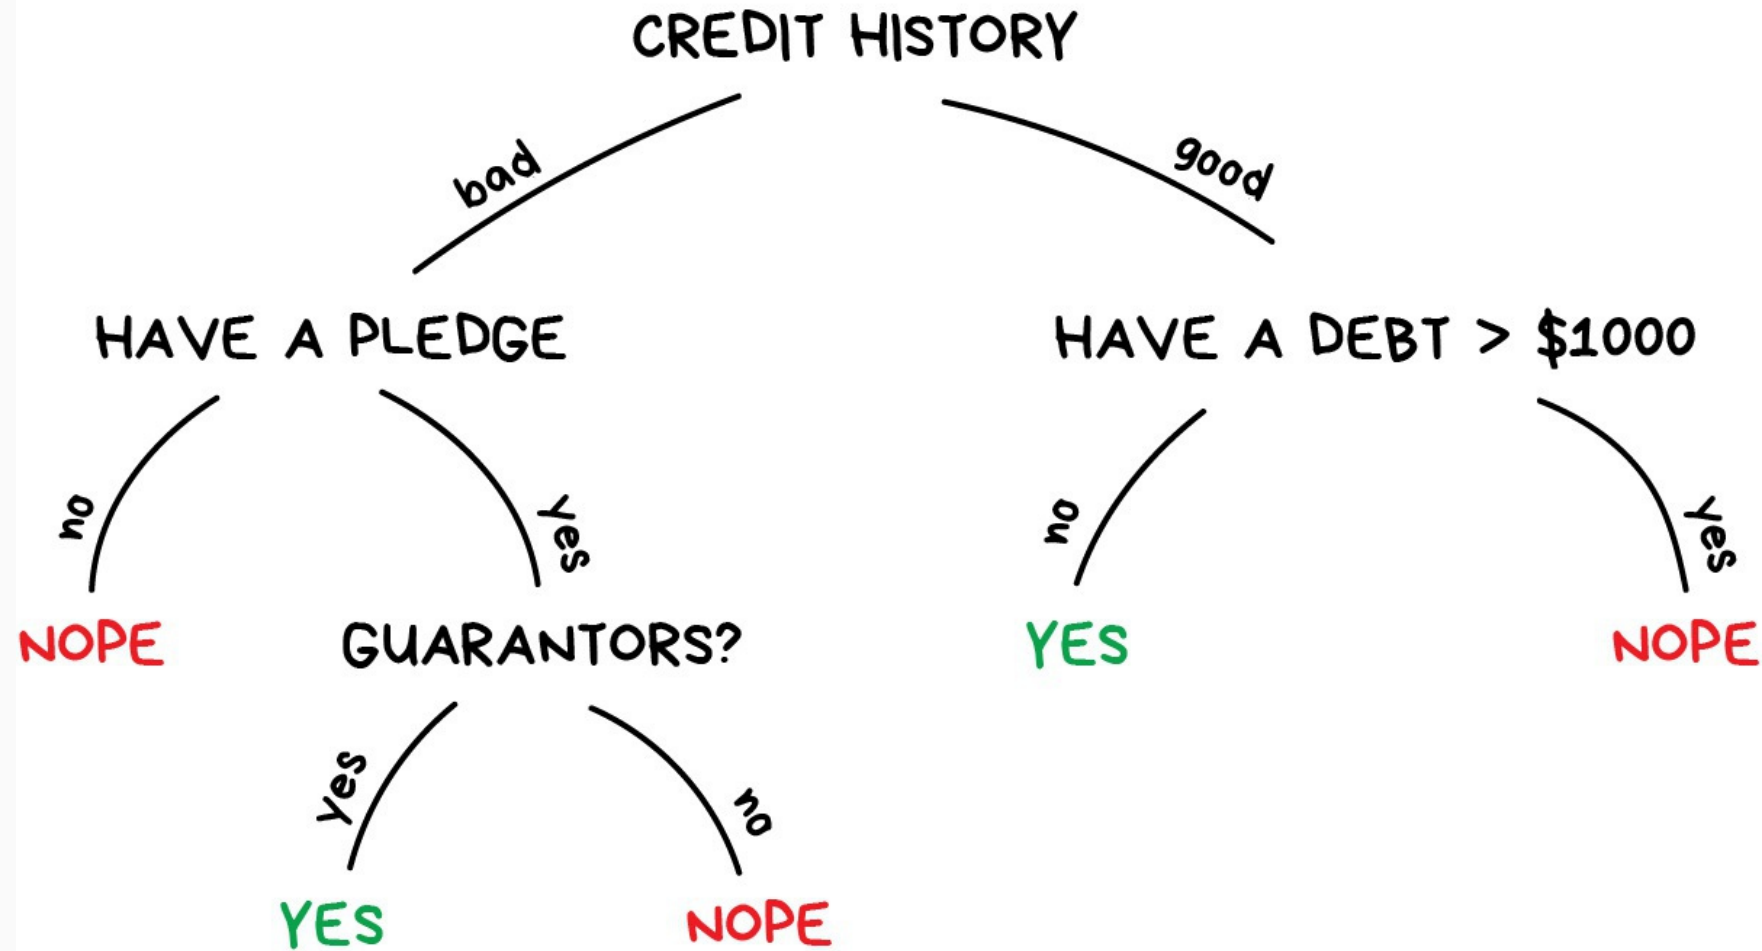 CREDIT HISTORY
bad
good
HAVE A PLEDGE
HAVE A DEBT > $1000
no
yes
no
yes
NOPE
GUARANTORS?
YES
NOPE
yes
no
YES
NOPE